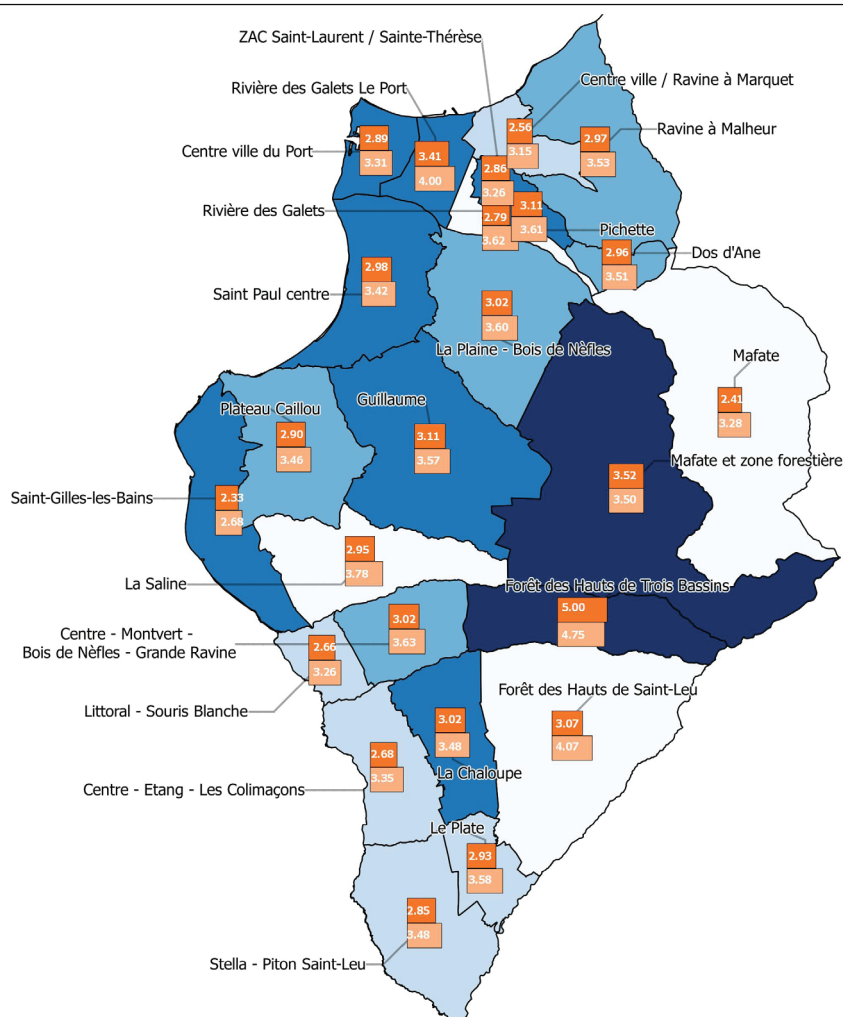 ZAC Saint-Laurent / Sainte-Thérèse
Centre ville / Ravine à Marquet
Rivière des Galets Le Port
2.56
3.15
2.97
3.53
Ravine à Malheur
2.89
3.31
Centre ville du Port
3.41
4.00
2.86
3.26
Rivière des Galets
2.79
3.62
3.11
3.61
Pichette
2.96
3.51
Dos d'Ane
2.98
3.42
Saint Paul centre
3.02
3.60
La Plaine - Bois de Nèfles
Mafate
2.41
3.28
Plateau Caillou
2.90
3.46
Guillaume
3.11
3.57
3.52
3.50
Mafate et zone forestière
Saint-Gilles-les-Bains
2.33
2.68
2.95
3.78
La Saline
Forêt des Hauts de Trois Bassins
5.00
4.75
Centre - Montvert -
Bois de Nèfles - Grande Ravine
3.02
3.63
2.66
3.26
Littoral - Souris Blanche
Forêt des Hauts de Saint-Leu
3.07
4.07
3.02
3.48
La Chaloupe
2.68
3.35
Centre - Etang - Les Colimaçons
Le Plate
2.93
3.58
2.85
3.48
Stella - Piton Saint-Leu